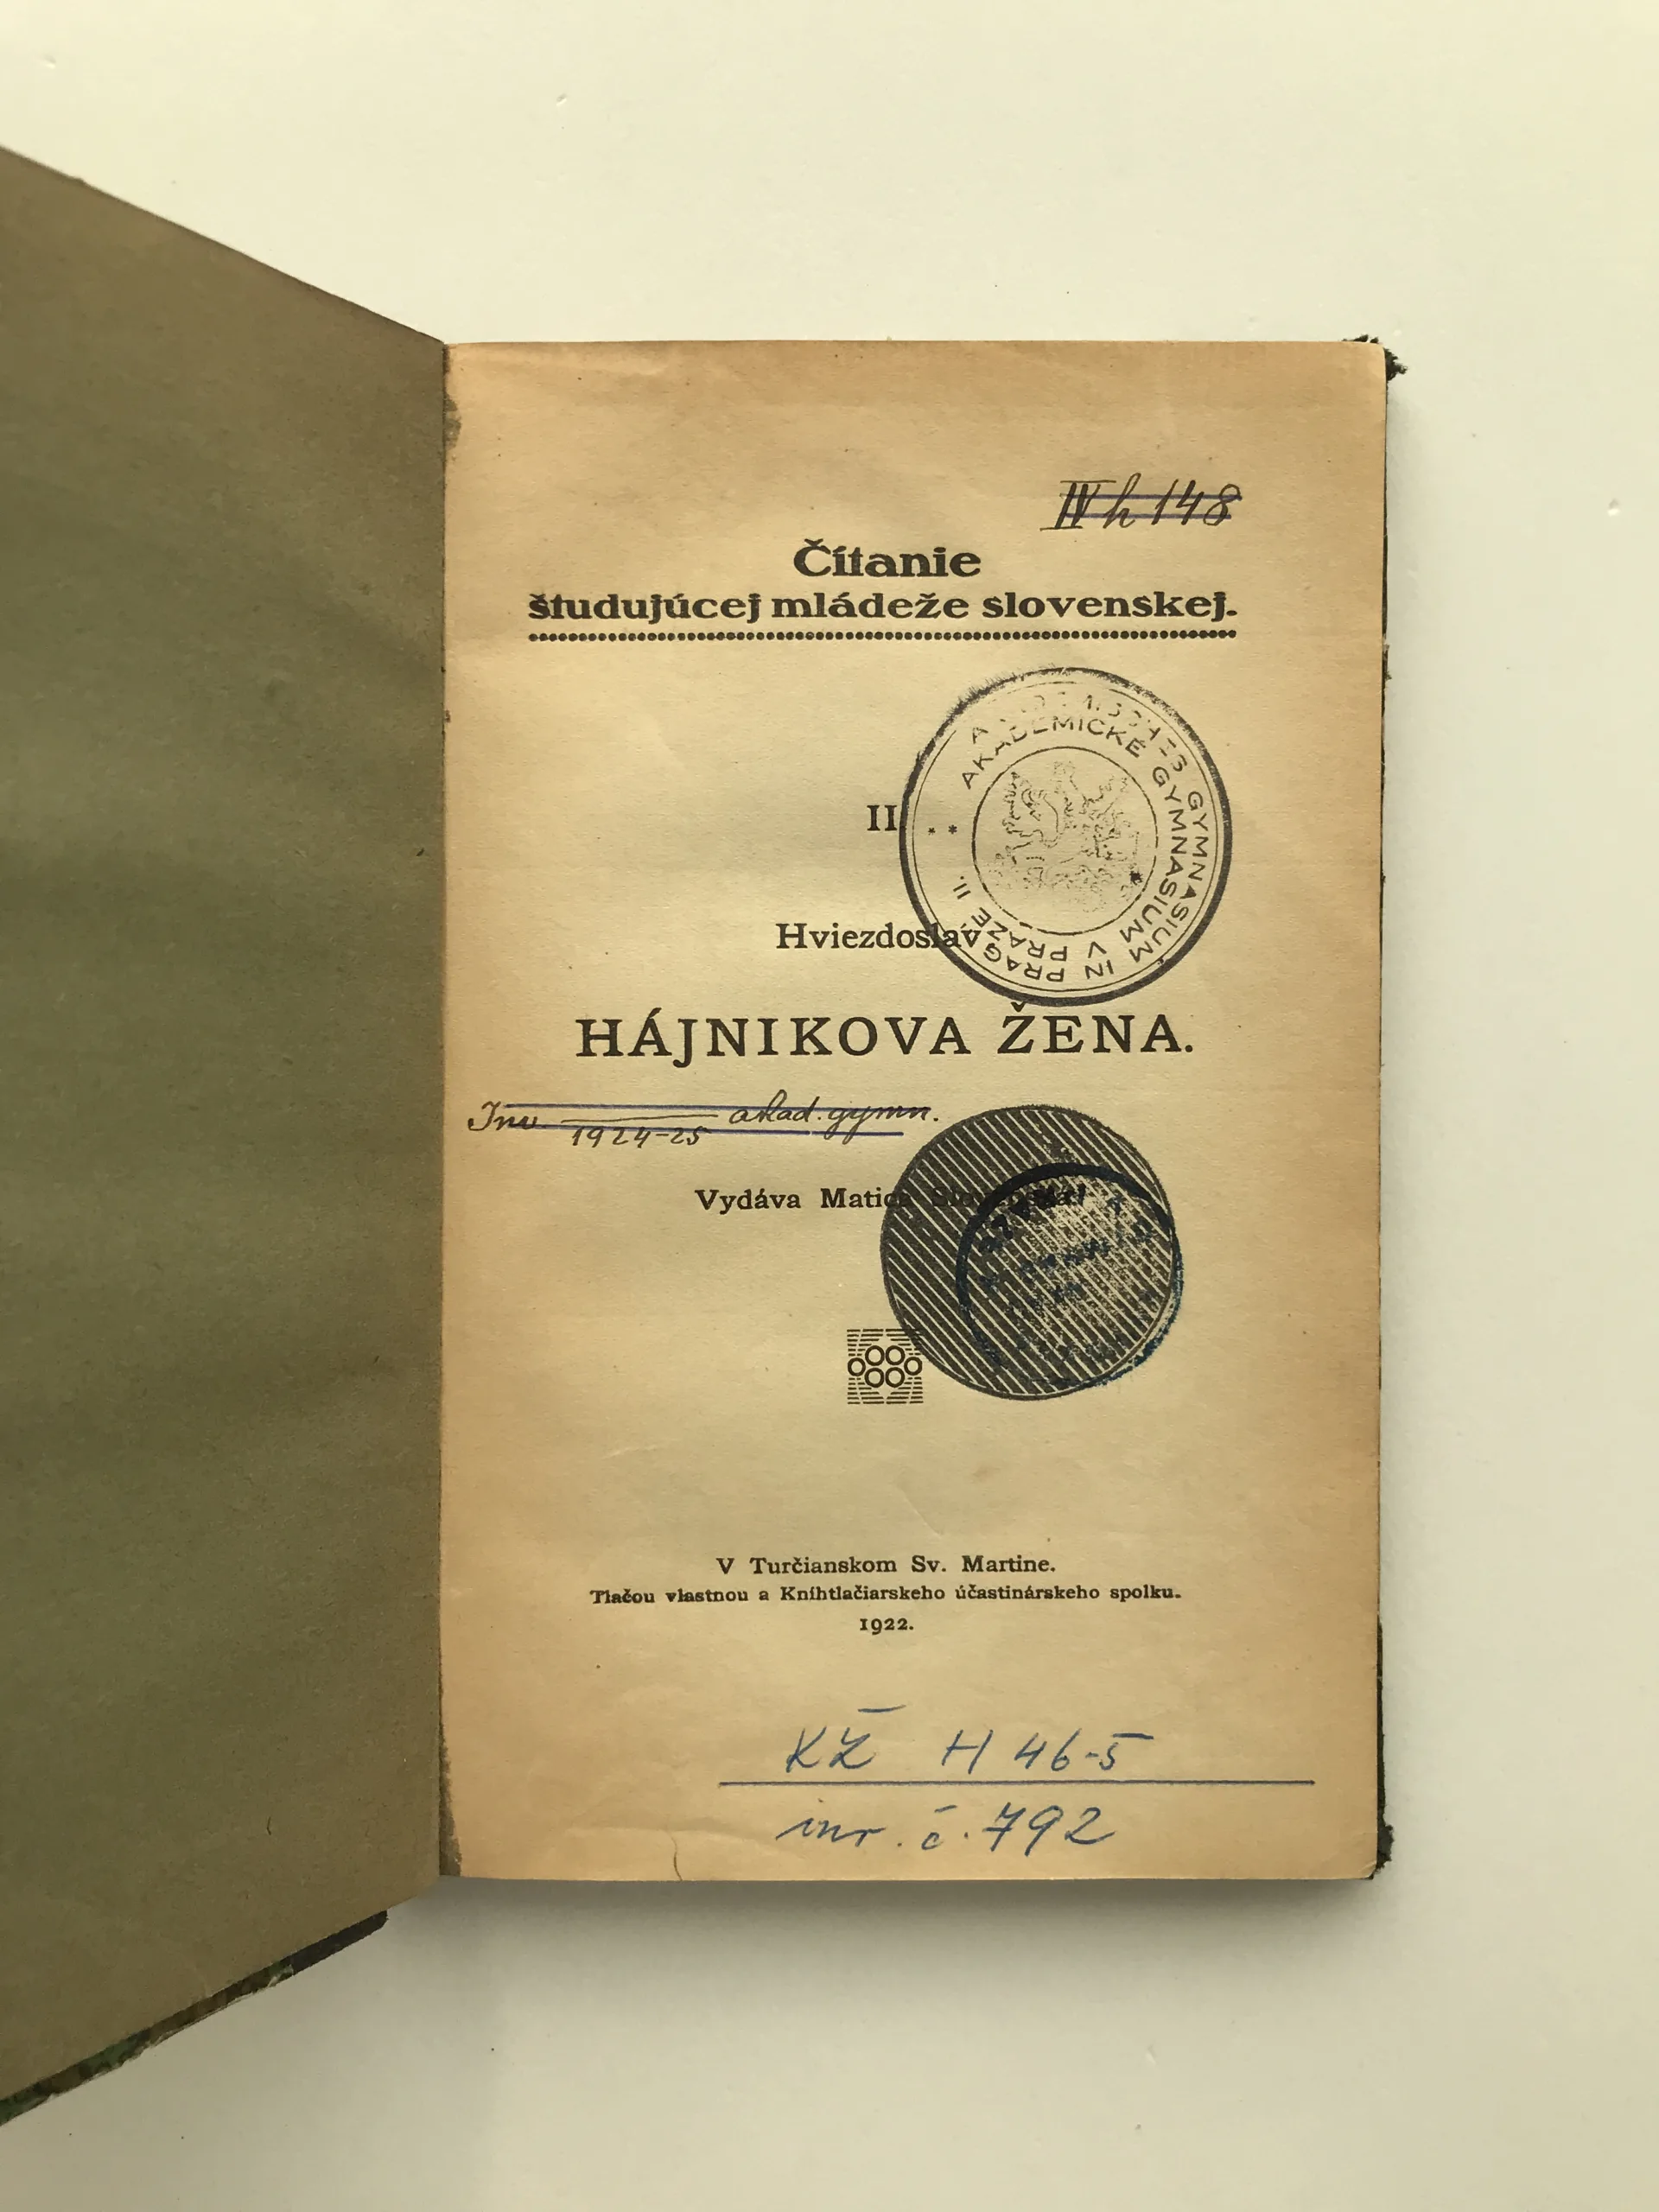 IV h 148
Čítanie
študujúcej mládeže slovenskej.
GYMNASIUM IN PRAG II.
AKADEMICKÉ GYMNASIUM V PRAZE
II
Hviezdoslav
HÁJNIKOVA ŽENA.
Inv. 1924-25 akad. gymn.
Vydáva Matica
V Turčianskom Sv. Martine.
Tlačou vlastnou a Kníhtlačiarskeho účastinárskeho spolku.
1922.
KŽ H 46-5
inv. č. 792